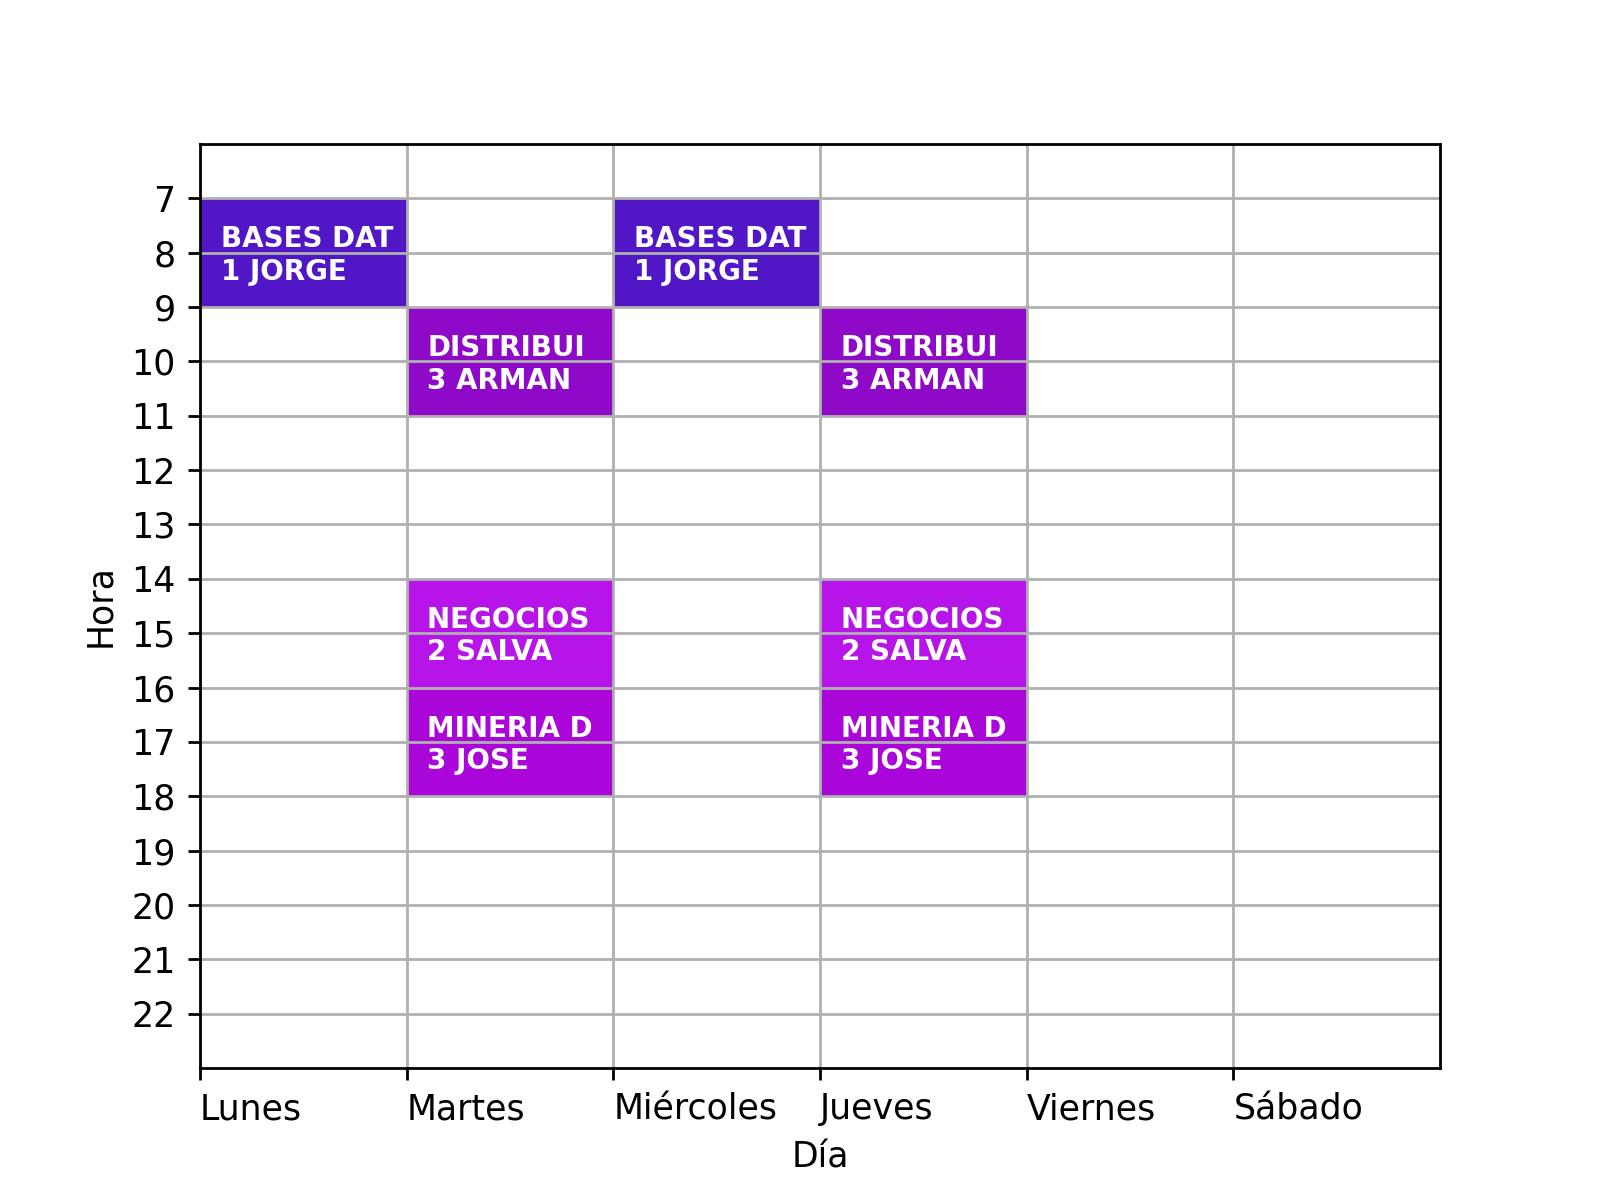 7
8
9
10
11
12
13
14
15
16
17
18
19
20
21
22
Hora
BASES DAT
1 JORGE
BASES DAT
1 JORGE
DISTRIBUI
3 ARMAN
DISTRIBUI
3 ARMAN
NEGOCIOS
2 SALVA
NEGOCIOS
2 SALVA
MINERIA D
3 JOSE
MINERIA D
3 JOSE
Lunes
Martes
Miércoles
Jueves
Viernes
Sábado
Día